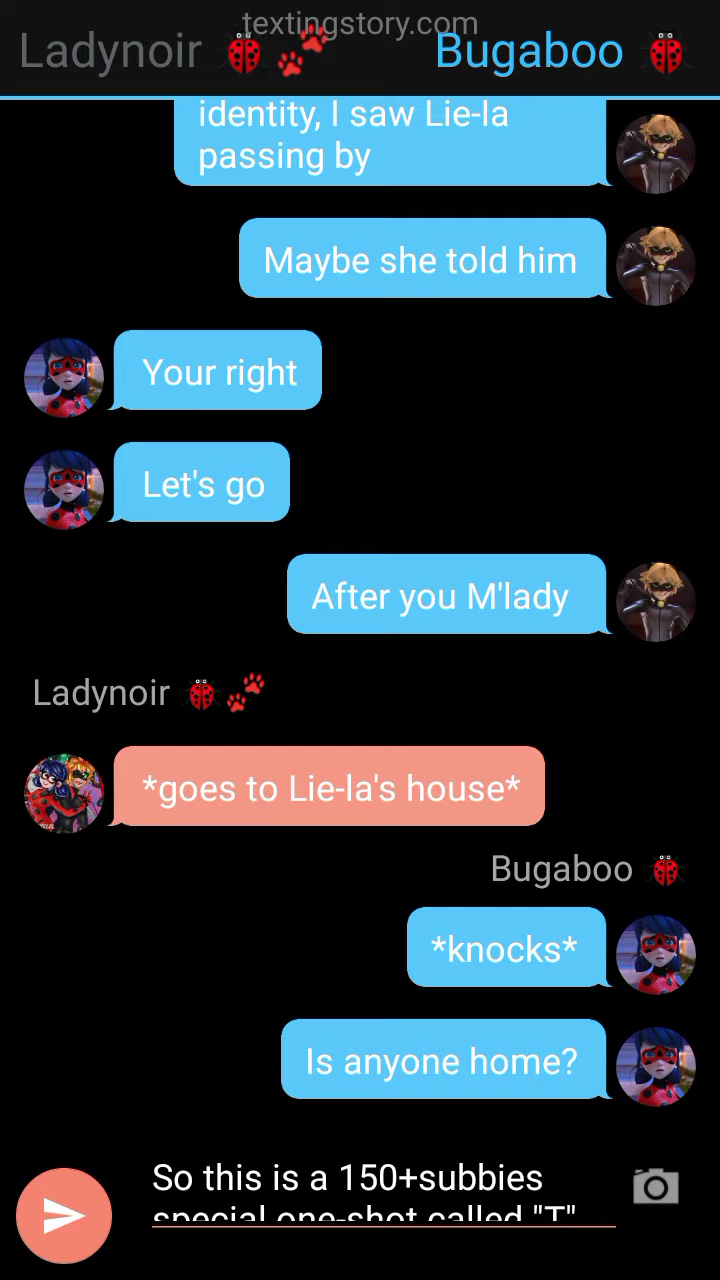 textingstory.com
Ladynoir 🐞🐾 Bugaboo 🐞
identity, I saw Lie-la
passing by
Maybe she told him
Your right
Let's go
After you M'lady
Ladynoir 🐞🐾
*goes to Lie-la's house*
Bugaboo 🐞
*knocks*
Is anyone home?
So this is a 150+subbies
special one-shot called "T"